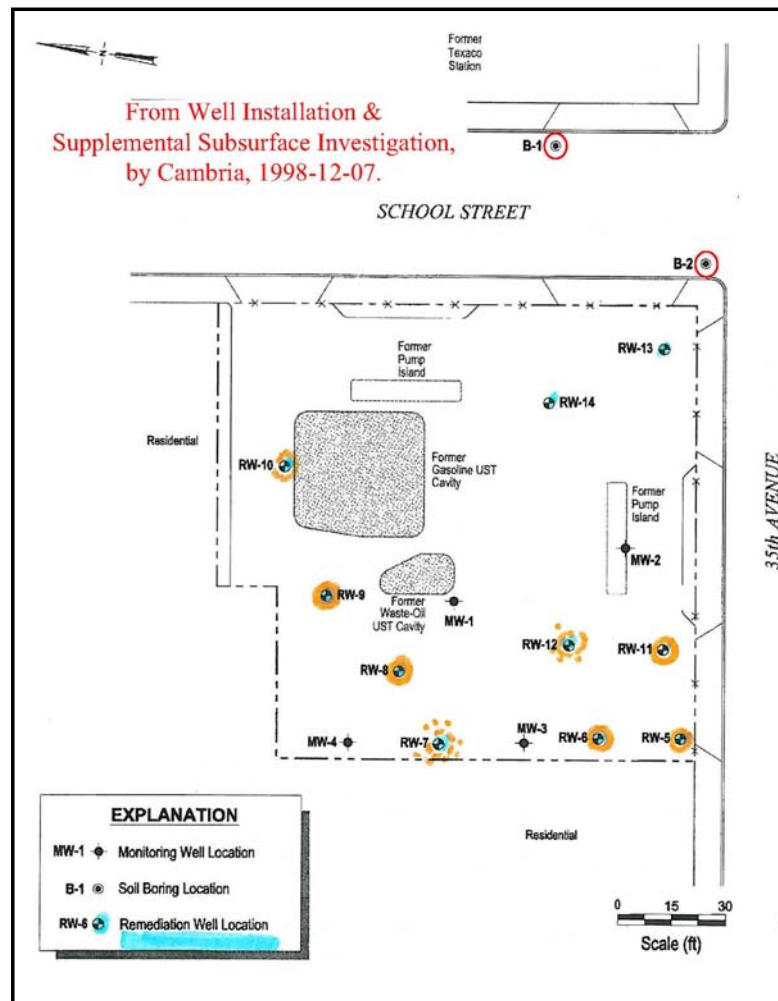 Former
Texaco
Station
N
From Well Installation &
Supplemental Subsurface Investigation,
by Cambria, 1998-12-07.
B-1
SCHOOL STREET
B-2
RW-13
Former
Pump
Island
RW-14
Residential
RW-10
Former
Gasoline UST
Cavity
Former
Pump
Island
35th AVENUE
MW-2
RW-9
Former
Waste-Oil
UST Cavity
MW-1
RW-12
RW-11
RW-8
MW-4
RW-7
MW-3
RW-6
RW-5
EXPLANATION
MW-1 Monitoring Well Location
B-1 Soil Boring Location
RW-6 Remediation Well Location
Residential
0 15 30
Scale (ft)